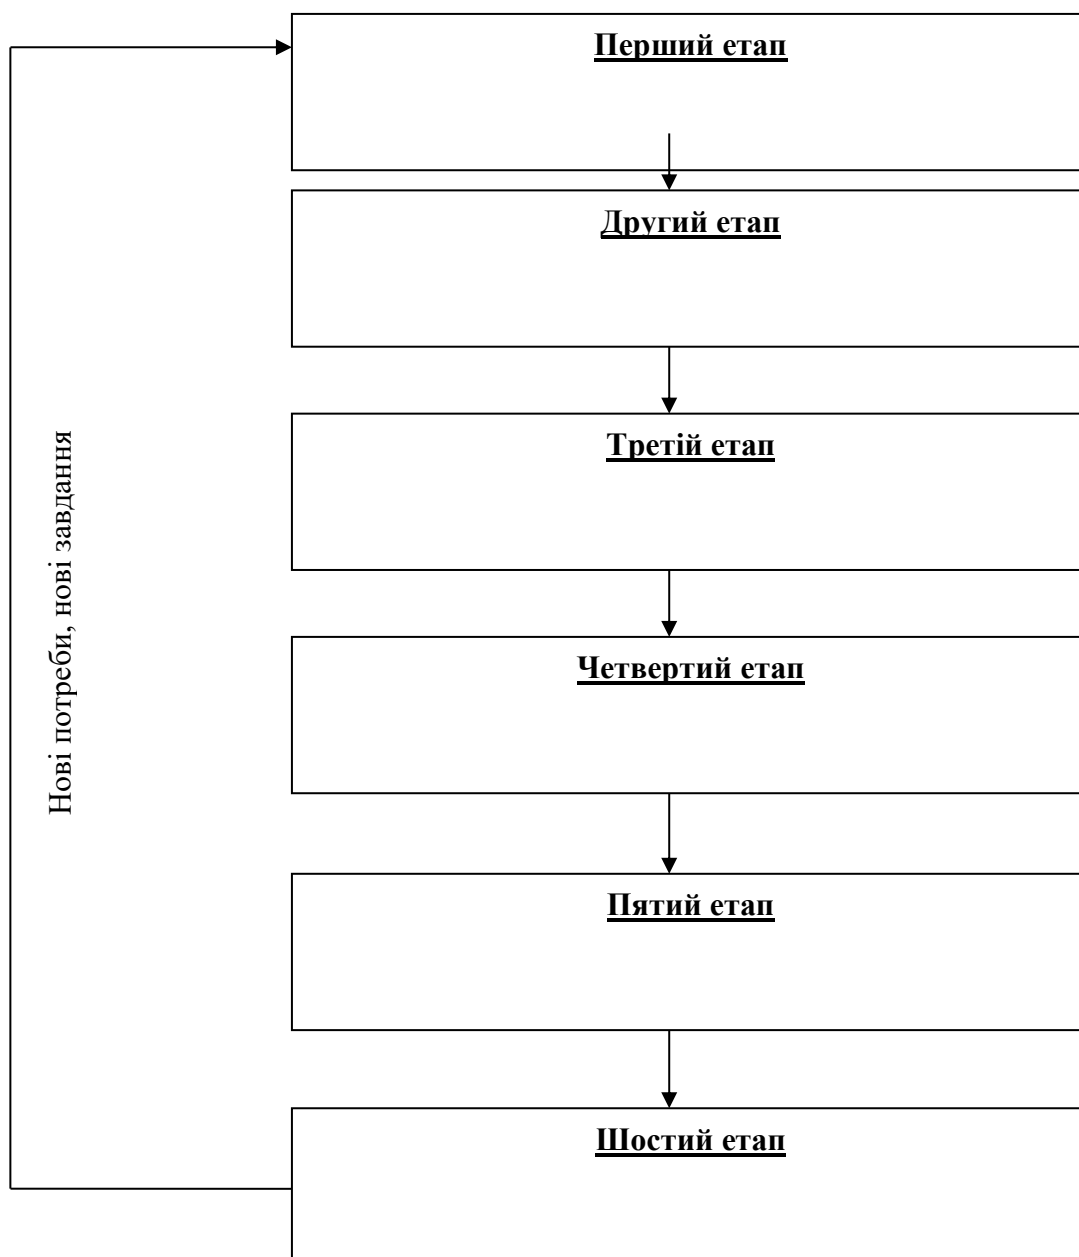 Перший етап
Другий етап
Третій етап
Четвертий етап
Пятий етап
Шостий етап
Нові потреби, нові завдання